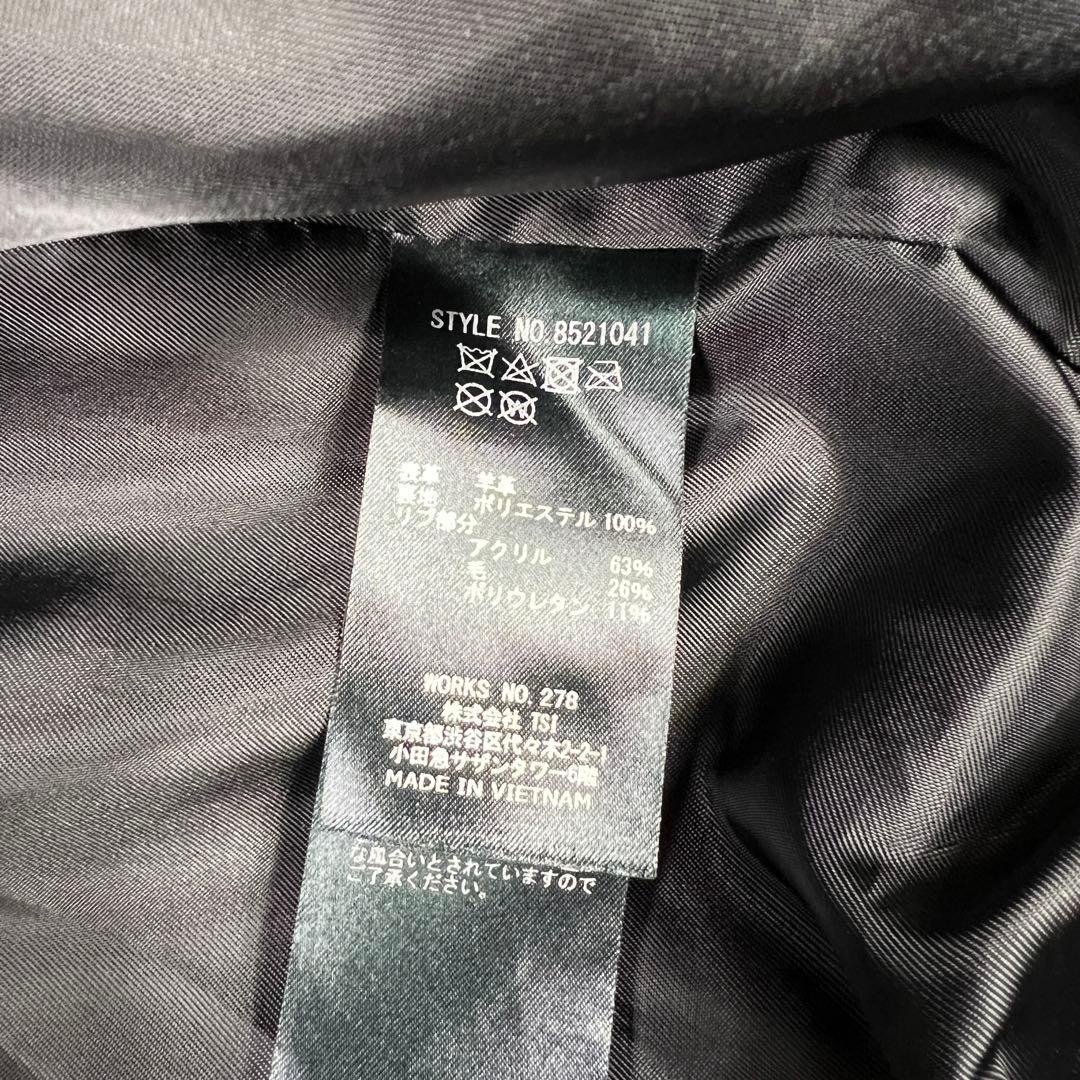 STYLE NO.8521041
W
表革 羊革
裏地 ポリエステル 100%
リブ部分
アクリル 63%
毛 26%
ポリウレタン 11%
WORKS NO. 278
株式会社 TSI
東京都渋谷区代々木2-2-1
小田急サザンタワー6階
MADE IN VIETNAM
な風合いとされていますので
ご了承ください。